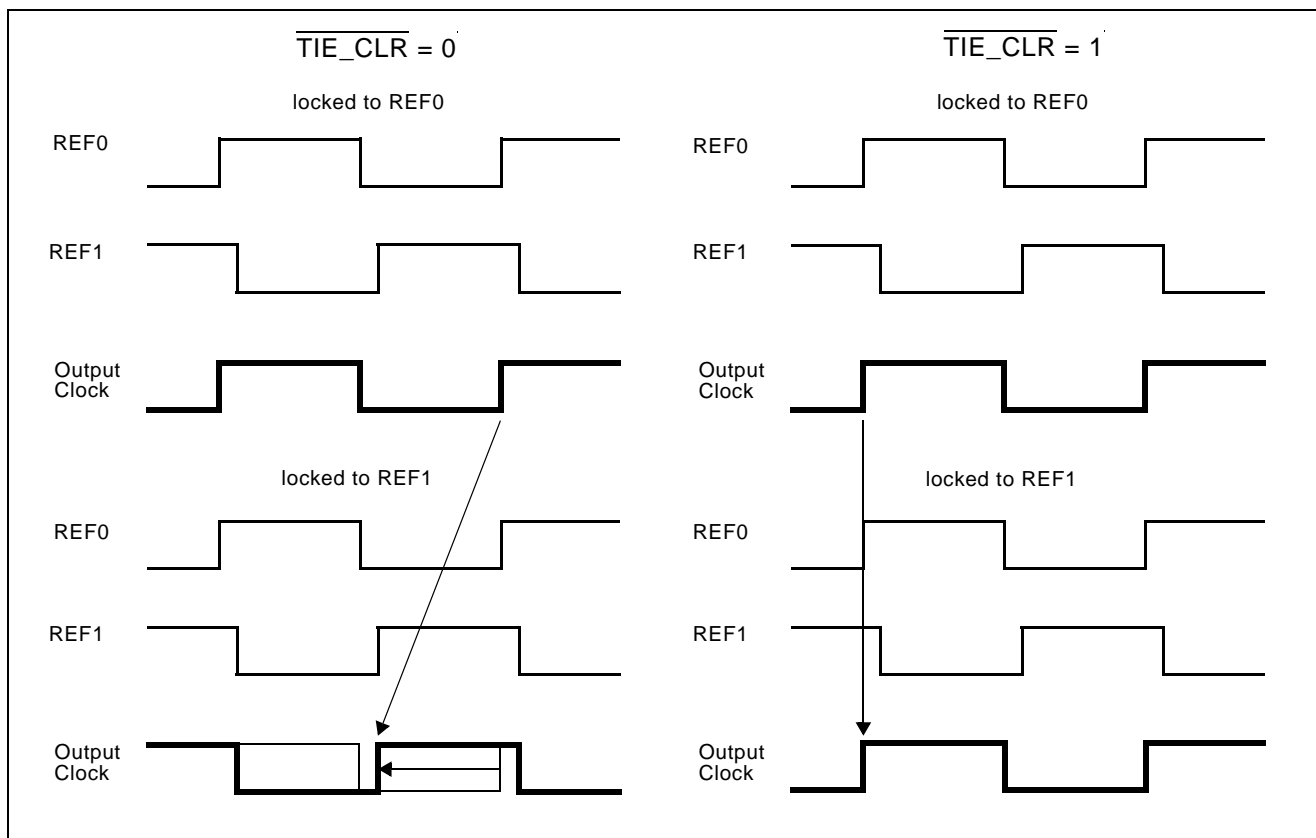 TIE_CLR = 0
locked to REF0
REF0
REF1
Output
Clock
locked to REF1
REF0
REF1
Output
Clock
TIE_CLR = 1
locked to REF0
REF0
REF1
Output
Clock
locked to REF1
REF0
REF1
Output
Clock